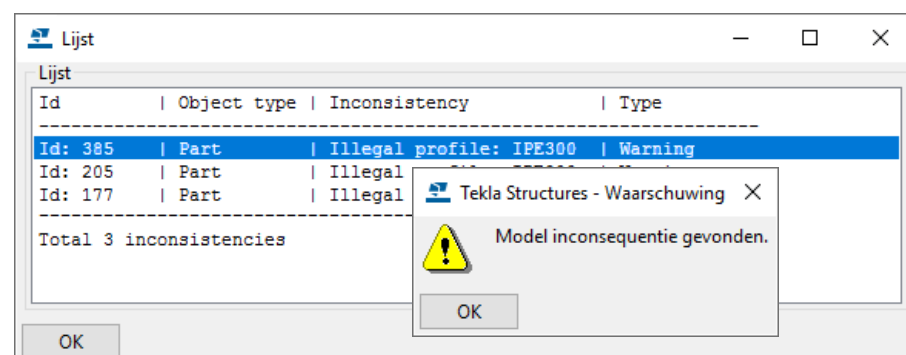 Lijst
Lijst
Id | Object type | Inconsistency | Type
-------------------------------------------------------------------
Id: 385 | Part | Illegal profile: IPE300 | Warning
Id: 205 | Part | Illegal
Id: 177 | Part | Illegal
-------------------------------------------------------------------
Total 3 inconsistencies
Tekla Structures - Waarschuwing
Model inconsequentie gevonden.
OK
OK